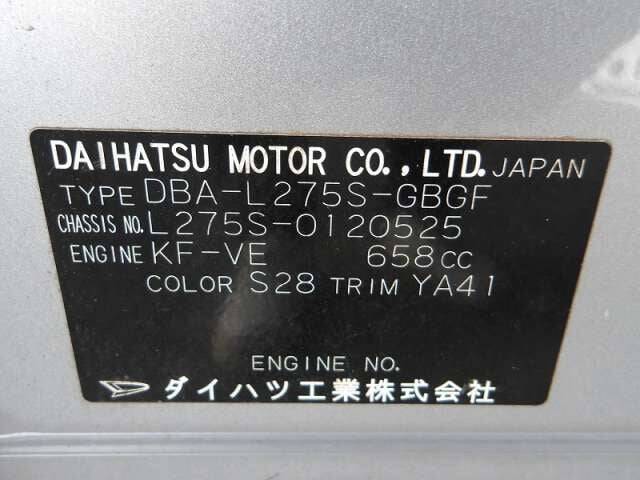 DAIHATSU MOTOR CO.,LTD. JAPAN
TYPE DBA-L275S-GBGF
CHASSIS NO. L275S-0120525
ENGINE KF-VE 658CC
COLOR S28 TRIM YA41
ENGINE NO.
ダイハツ工業株式会社